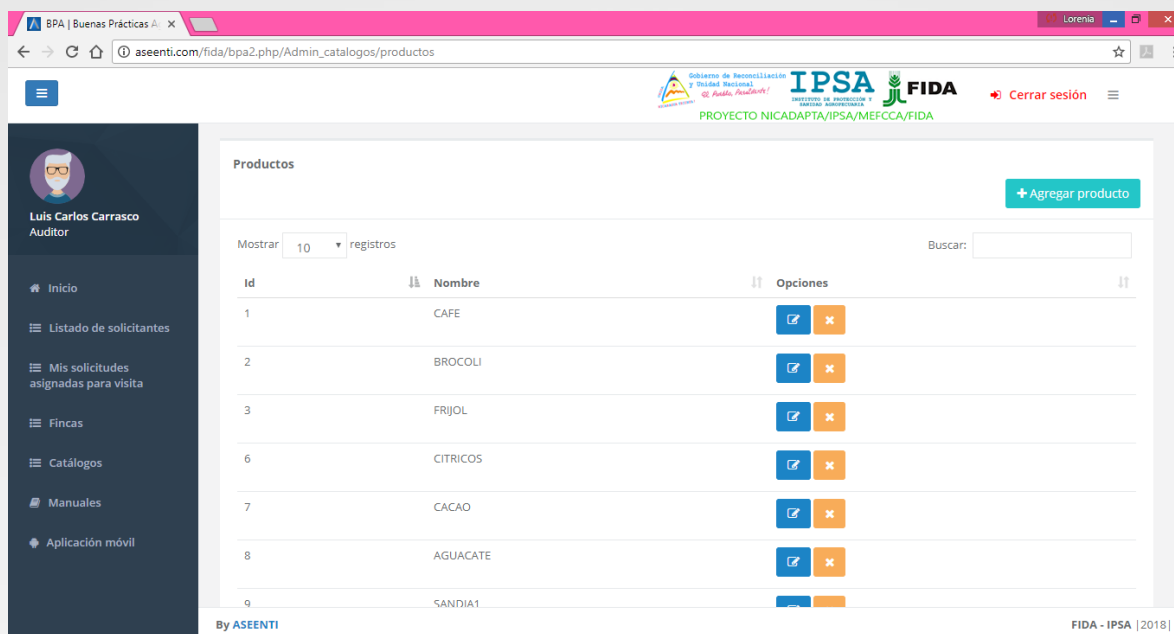 BPA | Buenas Prácticas A
Lorenia
aseenti.com/fida/bpa2.php/Admin_catalogos/productos
Gobierno de Reconciliación
y Unidad Nacional
El Pueblo, Presidente!
IPSA
INSTITUTO DE PROTECCIÓN Y
SANIDAD AGROPECUARIA
FIDA
PROYECTO NICADAPTA/IPSA/MEFCCA/FIDA
Cerrar sesión
Luis Carlos Carrasco
Auditor
Inicio
Listado de solicitantes
Mis solicitudes
asignadas para visita
Fincas
Catálogos
Manuales
Aplicación móvil
Productos
+ Agregar producto
Mostrar 10 registros
Buscar:
Id Nombre Opciones
1 CAFE
2 BROCOLI
3 FRIJOL
6 CITRICOS
7 CACAO
8 AGUACATE
9 SANDIA1
By ASEENTI
FIDA - IPSA |2018|